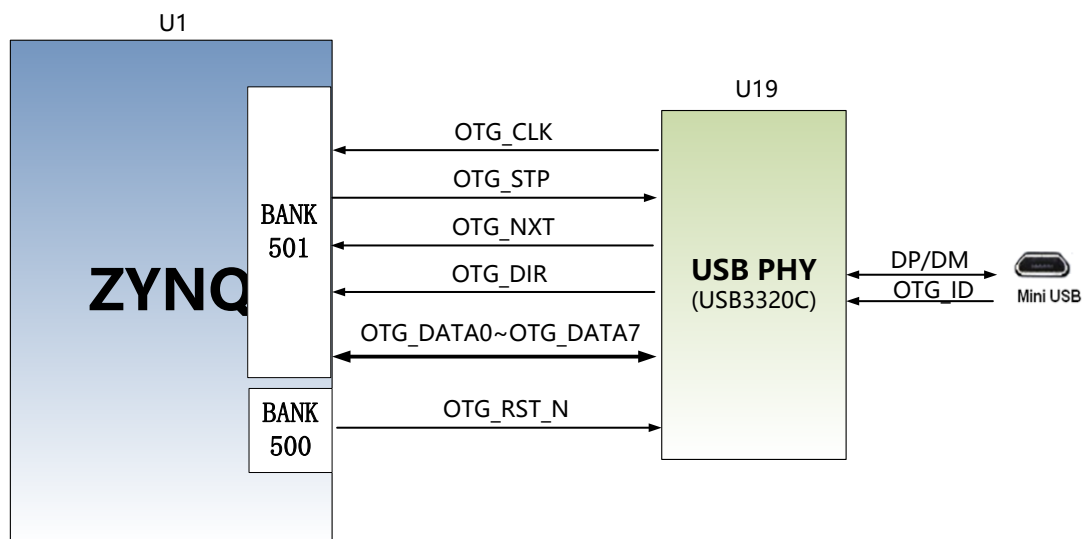 U1
U19
OTG_CLK
OTG_STP
BANK
501
OTG_NXT
ZYNQ
OTG_DIR
USB PHY
(USB3320C)
DP/DM
OTG_ID
Mini USB
OTG_DATA0~OTG_DATA7
BANK
500
OTG_RST_N